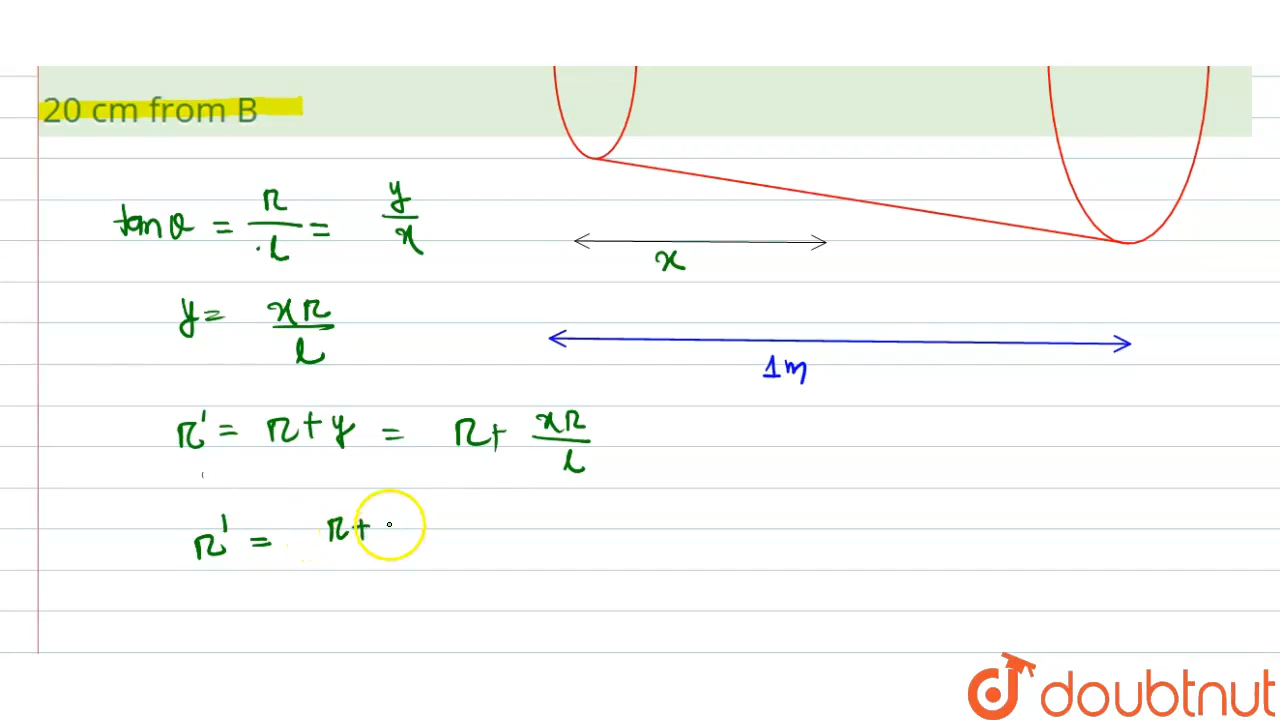 20 cm from B
tan θ = r/l = y/x
x
y = xr/l
1m
r' = r + y = r + xr/l
r' = r +
doubtnut